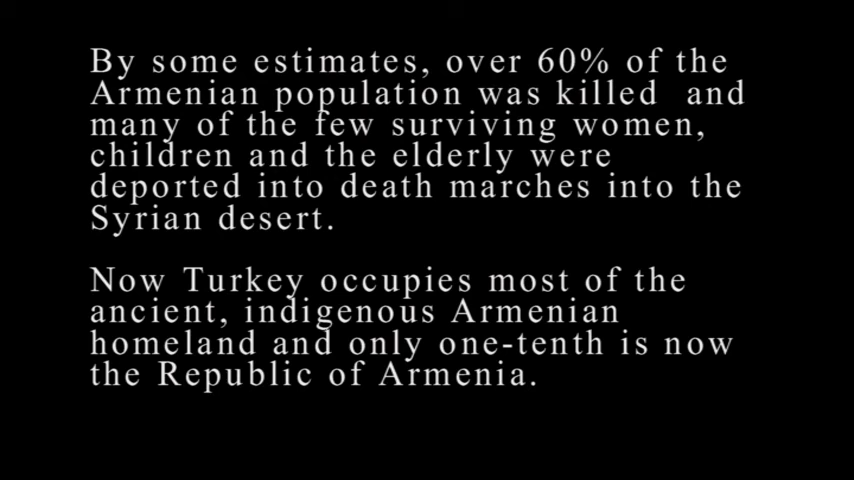 By some estimates, over 60% of the
Armenian population was killed and
many of the few surviving women,
children and the elderly were
deported into death marches into the
Syrian desert.
Now Turkey occupies most of the
ancient, indigenous Armenian
homeland and only one-tenth is now
the Republic of Armenia.